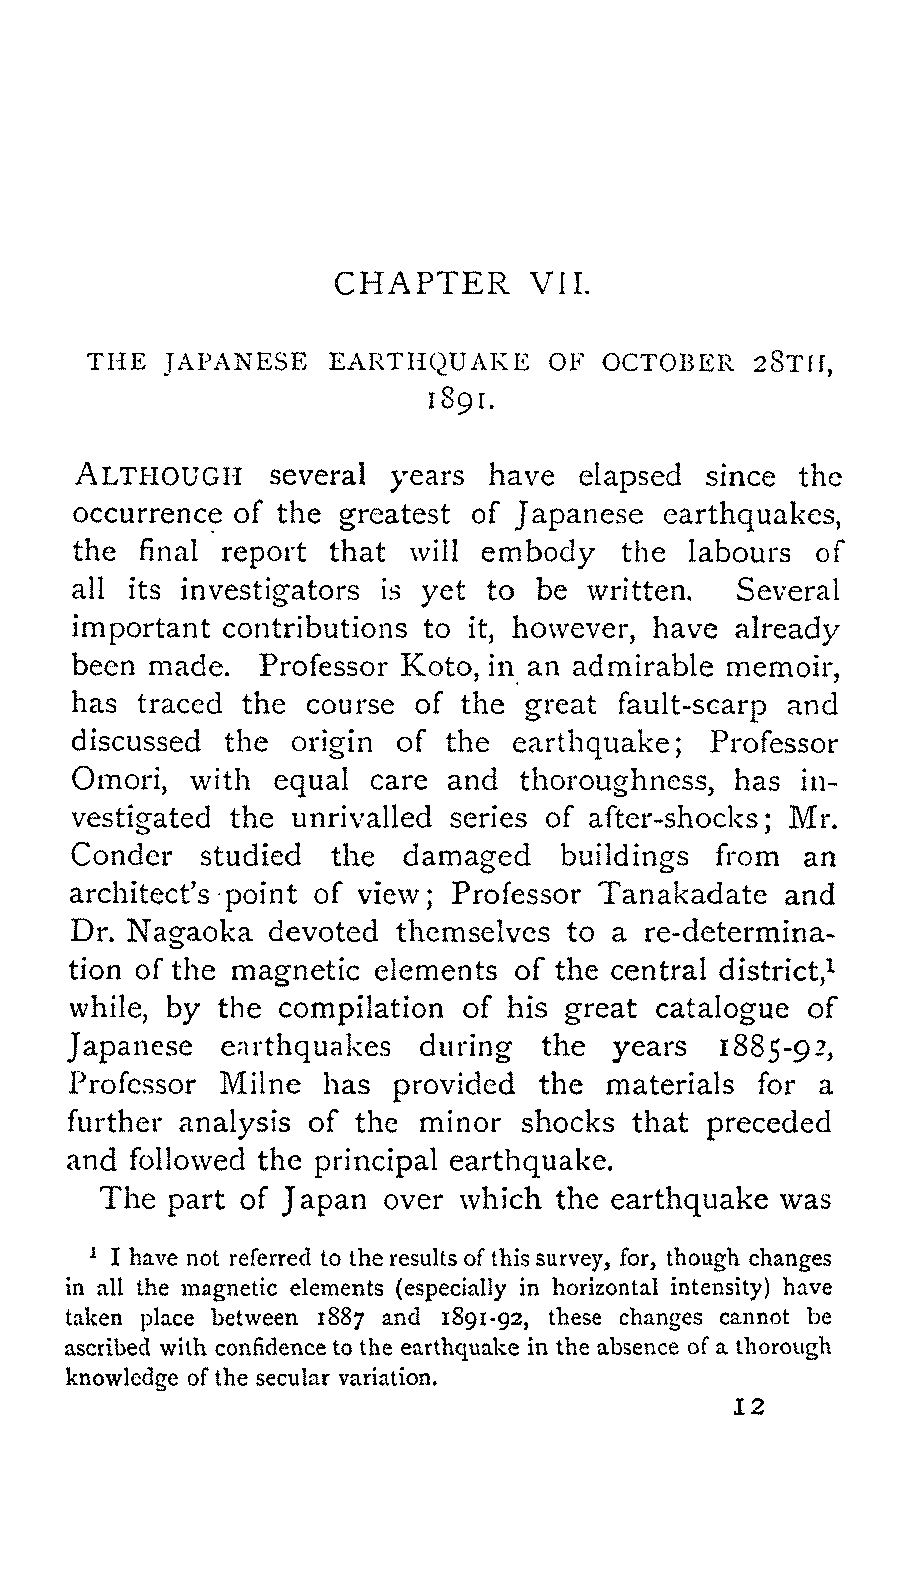 CHAPTER VII.
THE JAPANESE EARTHQUAKE OF OCTOBER 28TH,
1891.
ALTHOUGH several years have elapsed since the
occurrence of the greatest of Japanese earthquakes,
the final report that will embody the labours of
all its investigators is yet to be written. Several
important contributions to it, however, have already
been made. Professor Koto, in an admirable memoir,
has traced the course of the great fault-scarp and
discussed the origin of the earthquake; Professor
Omori, with equal care and thoroughness, has in-
vestigated the unrivalled series of after-shocks; Mr.
Conder studied the damaged buildings from an
architect's point of view; Professor Tanakadate and
Dr. Nagaoka devoted themselves to a re-determina-
tion of the magnetic elements of the central district,¹
while, by the compilation of his great catalogue of
Japanese earthquakes during the years 1885-92,
Professor Milne has provided the materials for a
further analysis of the minor shocks that preceded
and followed the principal earthquake.
The part of Japan over which the earthquake was
¹ I have not referred to the results of this survey, for, though changes
in all the magnetic elements (especially in horizontal intensity) have
taken place between 1887 and 1891-92, these changes cannot be
ascribed with confidence to the earthquake in the absence of a thorough
knowledge of the secular variation.
12